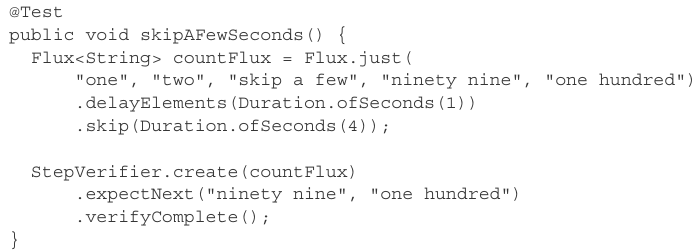 @Test
public void skipAFewSeconds() {
  Flux<String> countFlux = Flux.just(
      "one", "two", "skip a few", "ninety nine", "one hundred")
      .delayElements(Duration.ofSeconds(1))
      .skip(Duration.ofSeconds(4));

  StepVerifier.create(countFlux)
      .expectNext("ninety nine", "one hundred")
      .verifyComplete();
}